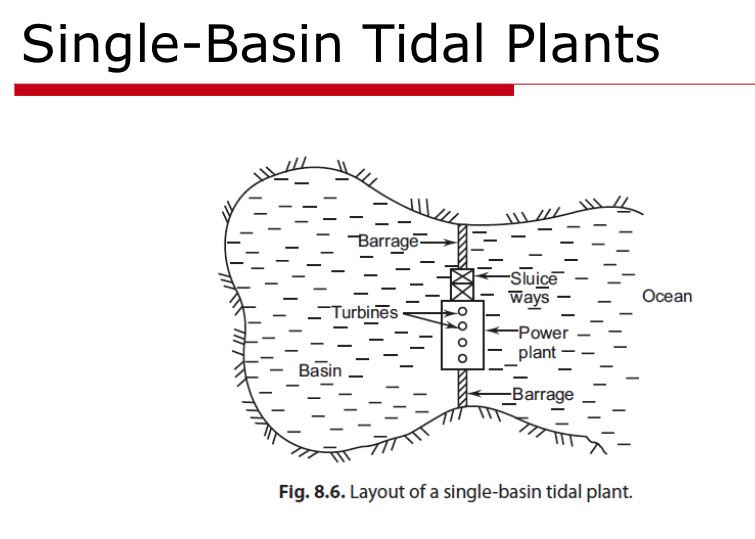 Single-Basin Tidal Plants
Barrage
Sluice
ways
Ocean
Turbines
Power
plant
Basin
Barrage
Fig. 8.6. Layout of a single-basin tidal plant.